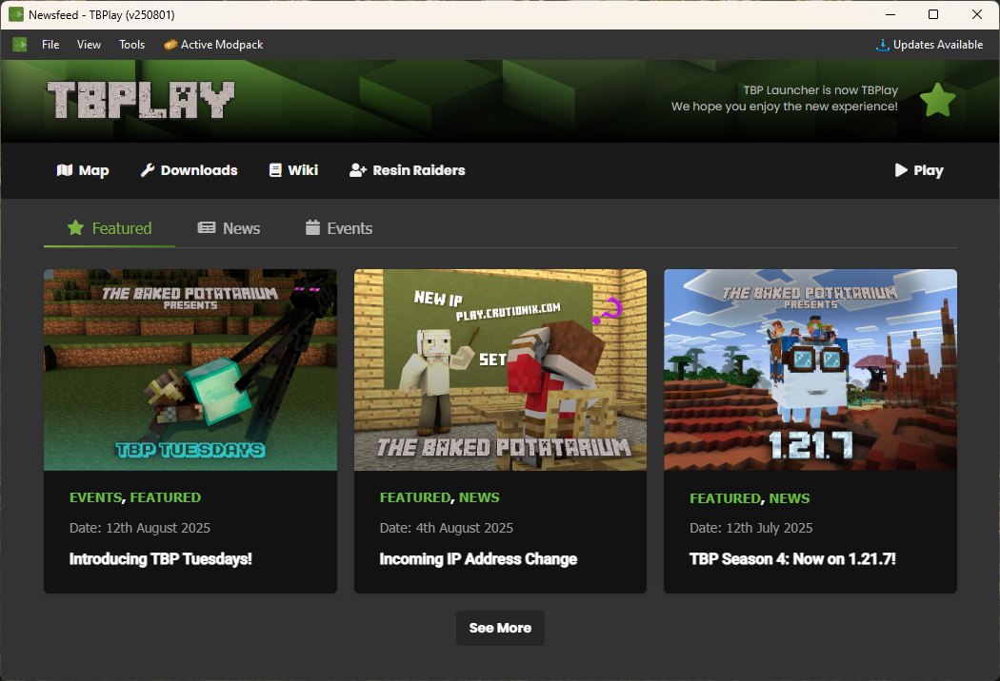 Newsfeed - TBPlay (v250801)
File View Tools Active Modpack Updates Available
TBPLAY
TBP Launcher is now TBPlay
We hope you enjoy the new experience!
Map Downloads Wiki Resin Raiders Play
Featured News Events
THE BAKED POTATARIUM
PRESENTS
TBP TUESDAYS
EVENTS, FEATURED
Date: 12th August 2025
Introducing TBP Tuesdays!
NEW IP
PLAY.CAUTIONIX.COM
SET
?
THE BAKED POTATARIUM
FEATURED, NEWS
Date: 4th August 2025
Incoming IP Address Change
THE BAKED POTATARIUM
PRESENTS
1.21.7
FEATURED, NEWS
Date: 12th July 2025
TBP Season 4: Now on 1.21.7!
See More